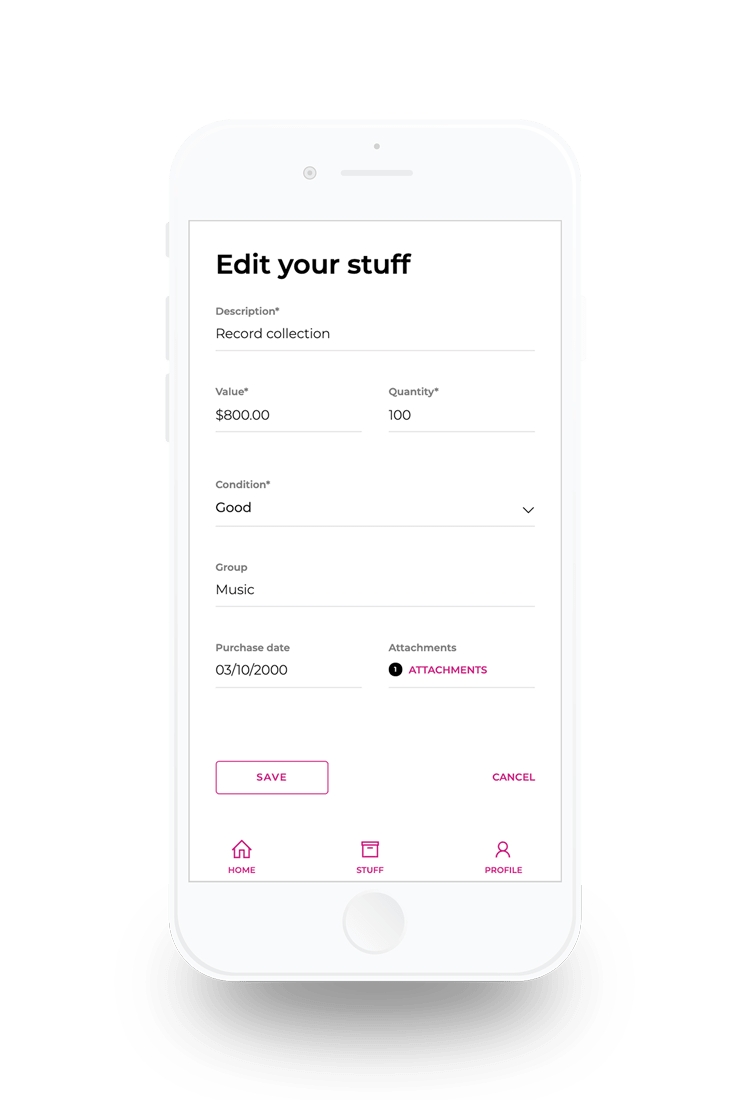 Edit your stuff
Description*
Record collection
Value* Quantity*
$800.00 100
Condition*
Good
Group
Music
Purchase date Attachments
03/10/2000 1 ATTACHMENTS
SAVE CANCEL
HOME STUFF PROFILE